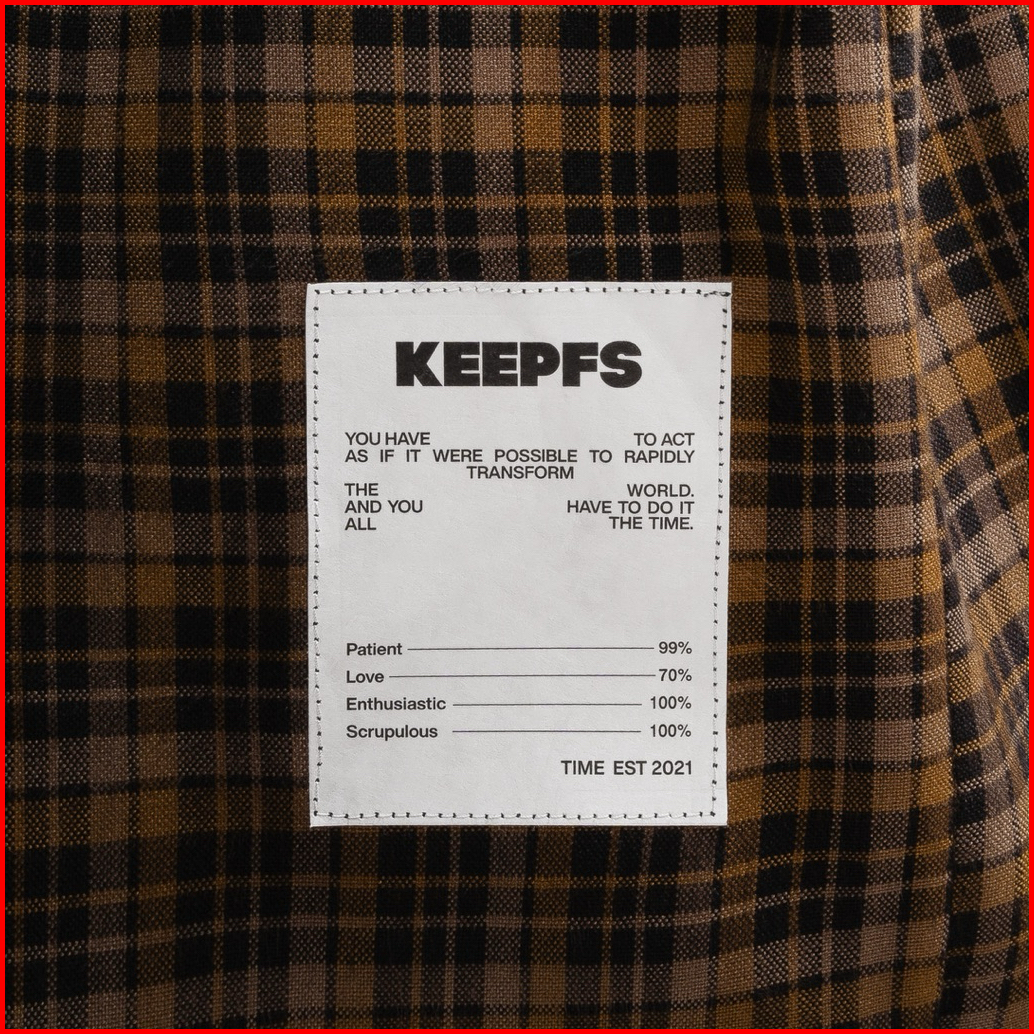 KEEPFS
YOU HAVE TO ACT
AS IF IT WERE POSSIBLE TO RAPIDLY
TRANSFORM
THE WORLD.
AND YOU HAVE TO DO IT
ALL THE TIME.
Patient 99%
Love 70%
Enthusiastic 100%
Scrupulous 100%
TIME EST 2021